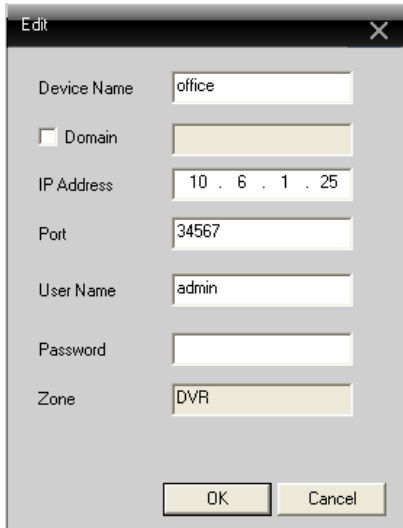 Edit
Device Name office
Domain
IP Address 10 . 6 . 1 . 25
Port 34567
User Name admin
Password
Zone DVR
OK Cancel